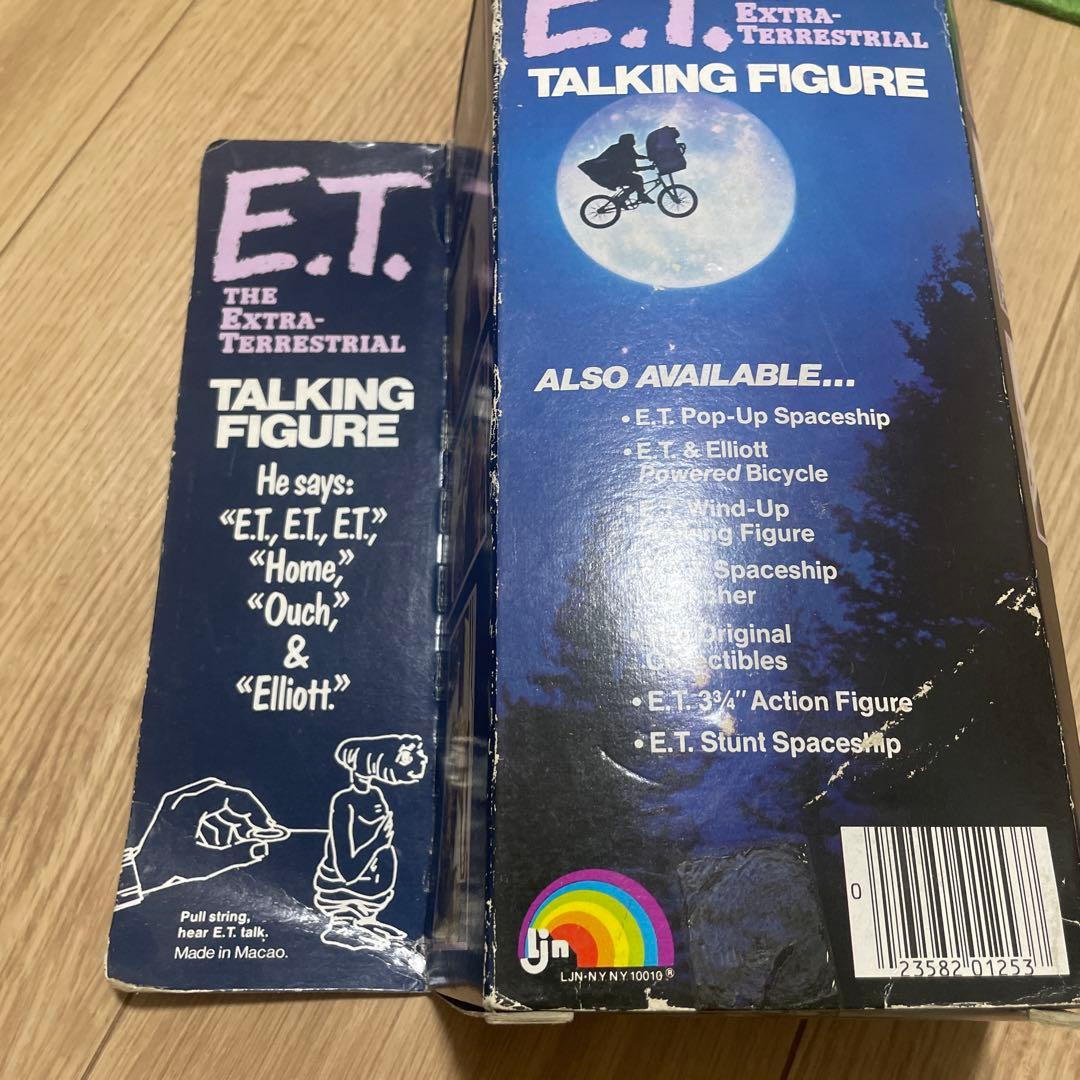 E.T.
THE
EXTRA-
TERRESTRIAL
TALKING
FIGURE
He says:
“E.T., E.T., E.T.,”
“Home,”
“Ouch,”
&
“Elliott.”
Pull string,
hear E.T. talk.
Made in Macao.
E.T. EXTRA-
TERRESTRIAL
TALKING FIGURE
ALSO AVAILABLE...
• E.T. Pop-Up Spaceship
• E.T. & Elliott
Powered Bicycle
Wind-Up
Figure
Spaceship
Original
Collectibles
• E.T. 3¾" Action Figure
• E.T. Stunt Spaceship
ljn
LJN·N.Y. N.Y. 10010 ®
0 23582 01253